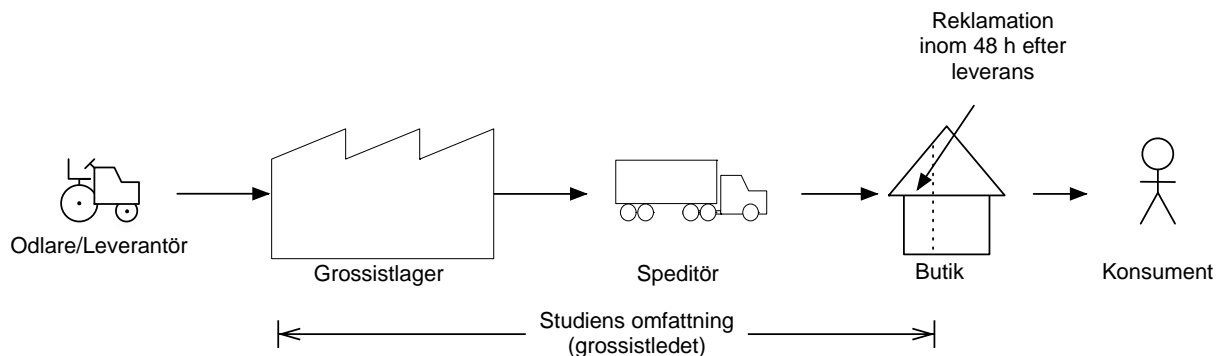 Reklamation
inom 48 h efter
leverans
Odlare/Leverantör
Grossistlager
Speditör
Butik
Konsument
Studiens omfattning
(grossistledet)